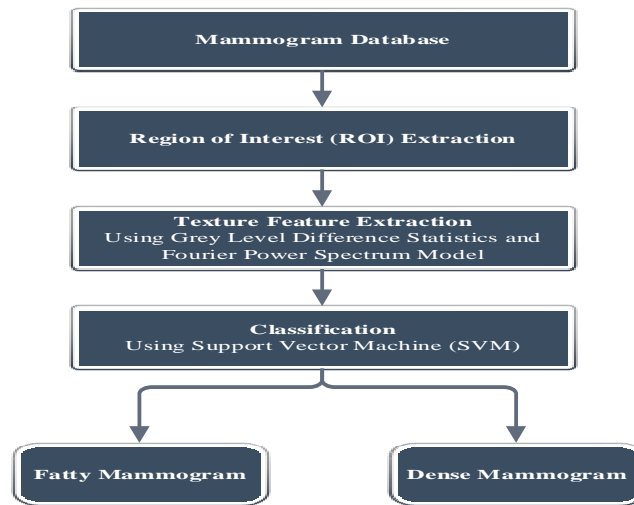 Mammogram Database
Region of Interest (ROI) Extraction
Texture Feature Extraction
Using Grey Level Difference Statistics and
Fourier Power Spectrum Model
Classification
Using Support Vector Machine (SVM)
Fatty Mammogram
Dense Mammogram